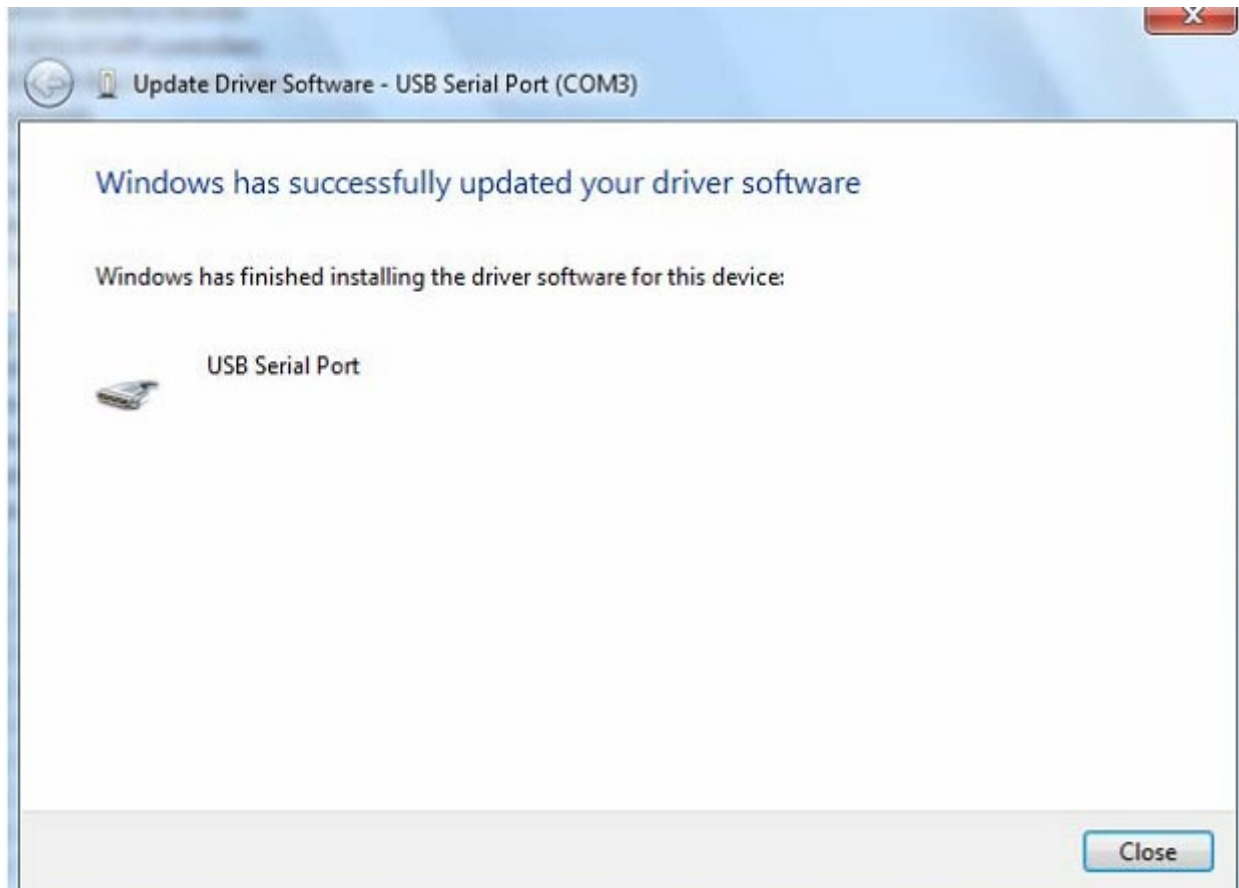 Update Driver Software - USB Serial Port (COM3)
Windows has successfully updated your driver software
Windows has finished installing the driver software for this device:
USB Serial Port
Close